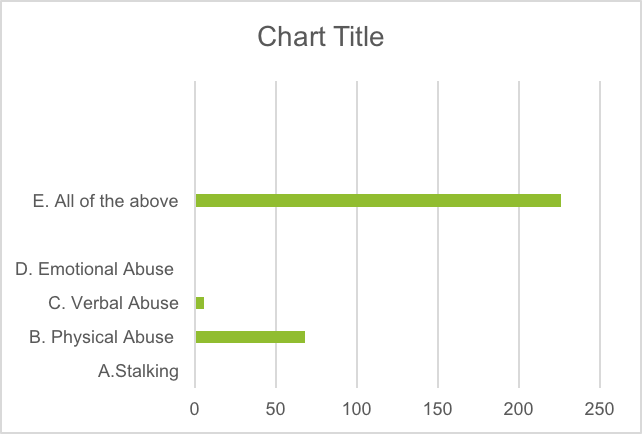 Chart Title
E. All of the above
D. Emotional Abuse
C. Verbal Abuse
B. Physical Abuse
A.Stalking
0 50 100 150 200 250